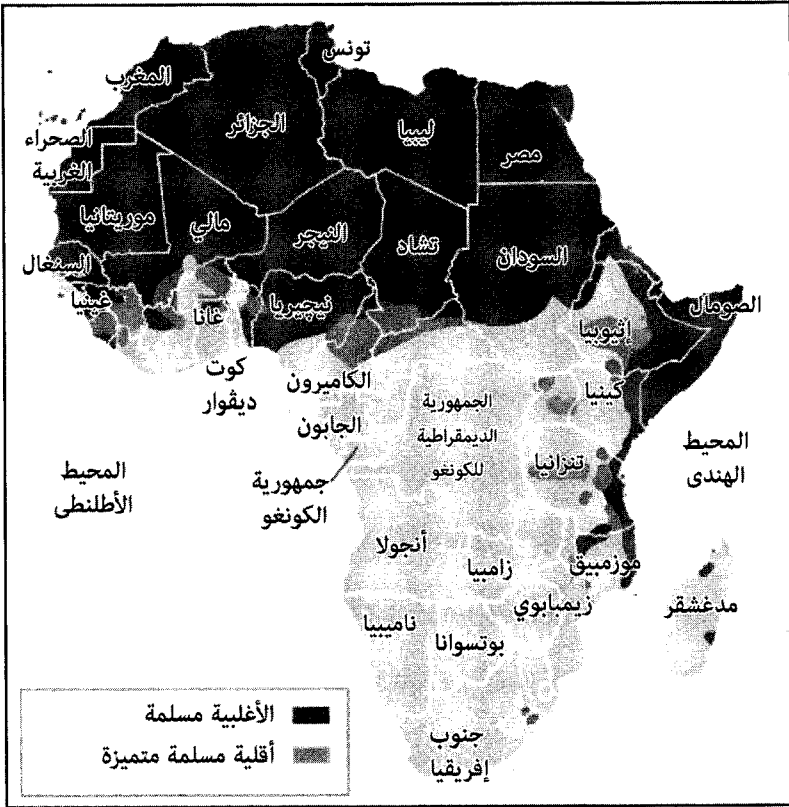 تونس
المغرب
الجزائر
ليبيا
مصر
الصحراء
الغربية
موريتانيا
مالي
النيجر
تشاد
السودان
السنغال
غينيا
غانا
نيچيريا
إثيوبيا
الصومال
كوت
ديڤوار
الكاميرون
الجابون
الجمهورية
الديمقراطية
للكونغو
كينيا
تنزانيا
المحيط
الهندى
المحيط
الأطلنطى
جمهورية
الكونغو
أنجولا
زامبيا
موزمبيق
زيمبابوي
مدغشقر
ناميبيا
بوتسوانا
جنوب
إفريقيا
الأغلبية مسلمة
أقلية مسلمة متميزة